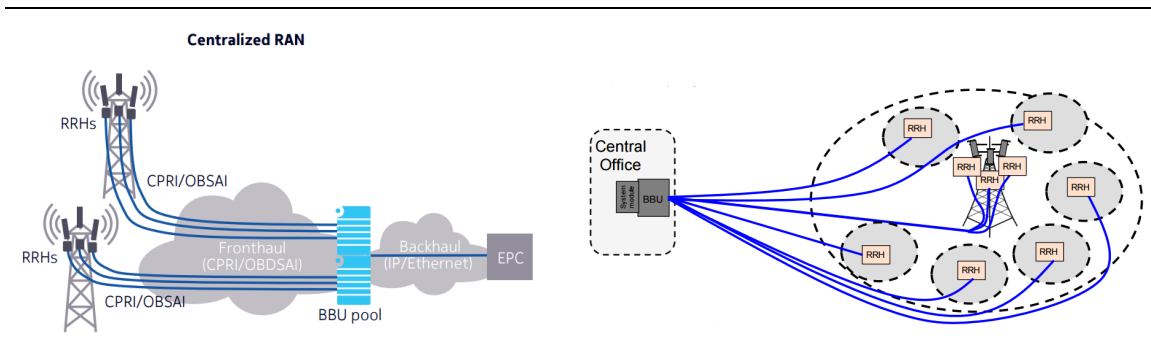 Centralized RAN
RRHs
CPRI/OBSAI
RRHs
CPRI/OBSAI
Fronthaul
(CPRI/OBDSAI)
Backhaul
(IP/Ethernet)
EPC
BBU pool
Central
Office
System
module
BBU
RRH
RRH
RRH
RRH
RRH
RRH
RRH
RRH
RRH